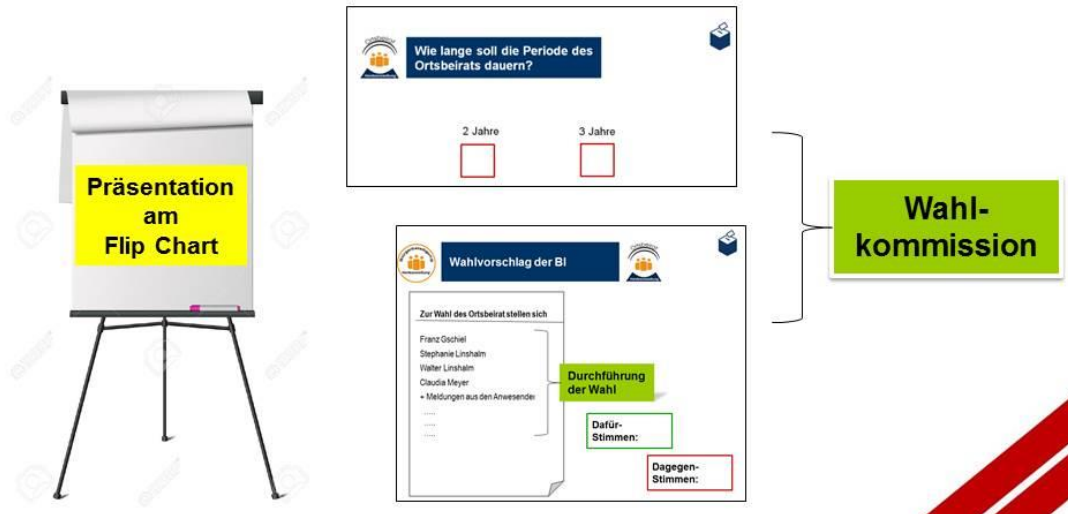 Präsentation
am
Flip Chart
Ortsbeirat
Wie lange soll die Periode des
Ortsbeirats dauern?
2 Jahre
3 Jahre
Wahlvorschlag der BI
Ortsbeirat
Zur Wahl des Ortsbeirat stellen sich
Franz Gschiel
Stephanie Linshalm
Walter Linshalm
Claudia Meyer
+ Meldungen aus den Anwesenden
.....
.....
.....
Durchführung
der Wahl
Dafür-
Stimmen:
Dagegen-
Stimmen:
Wahl-
kommission